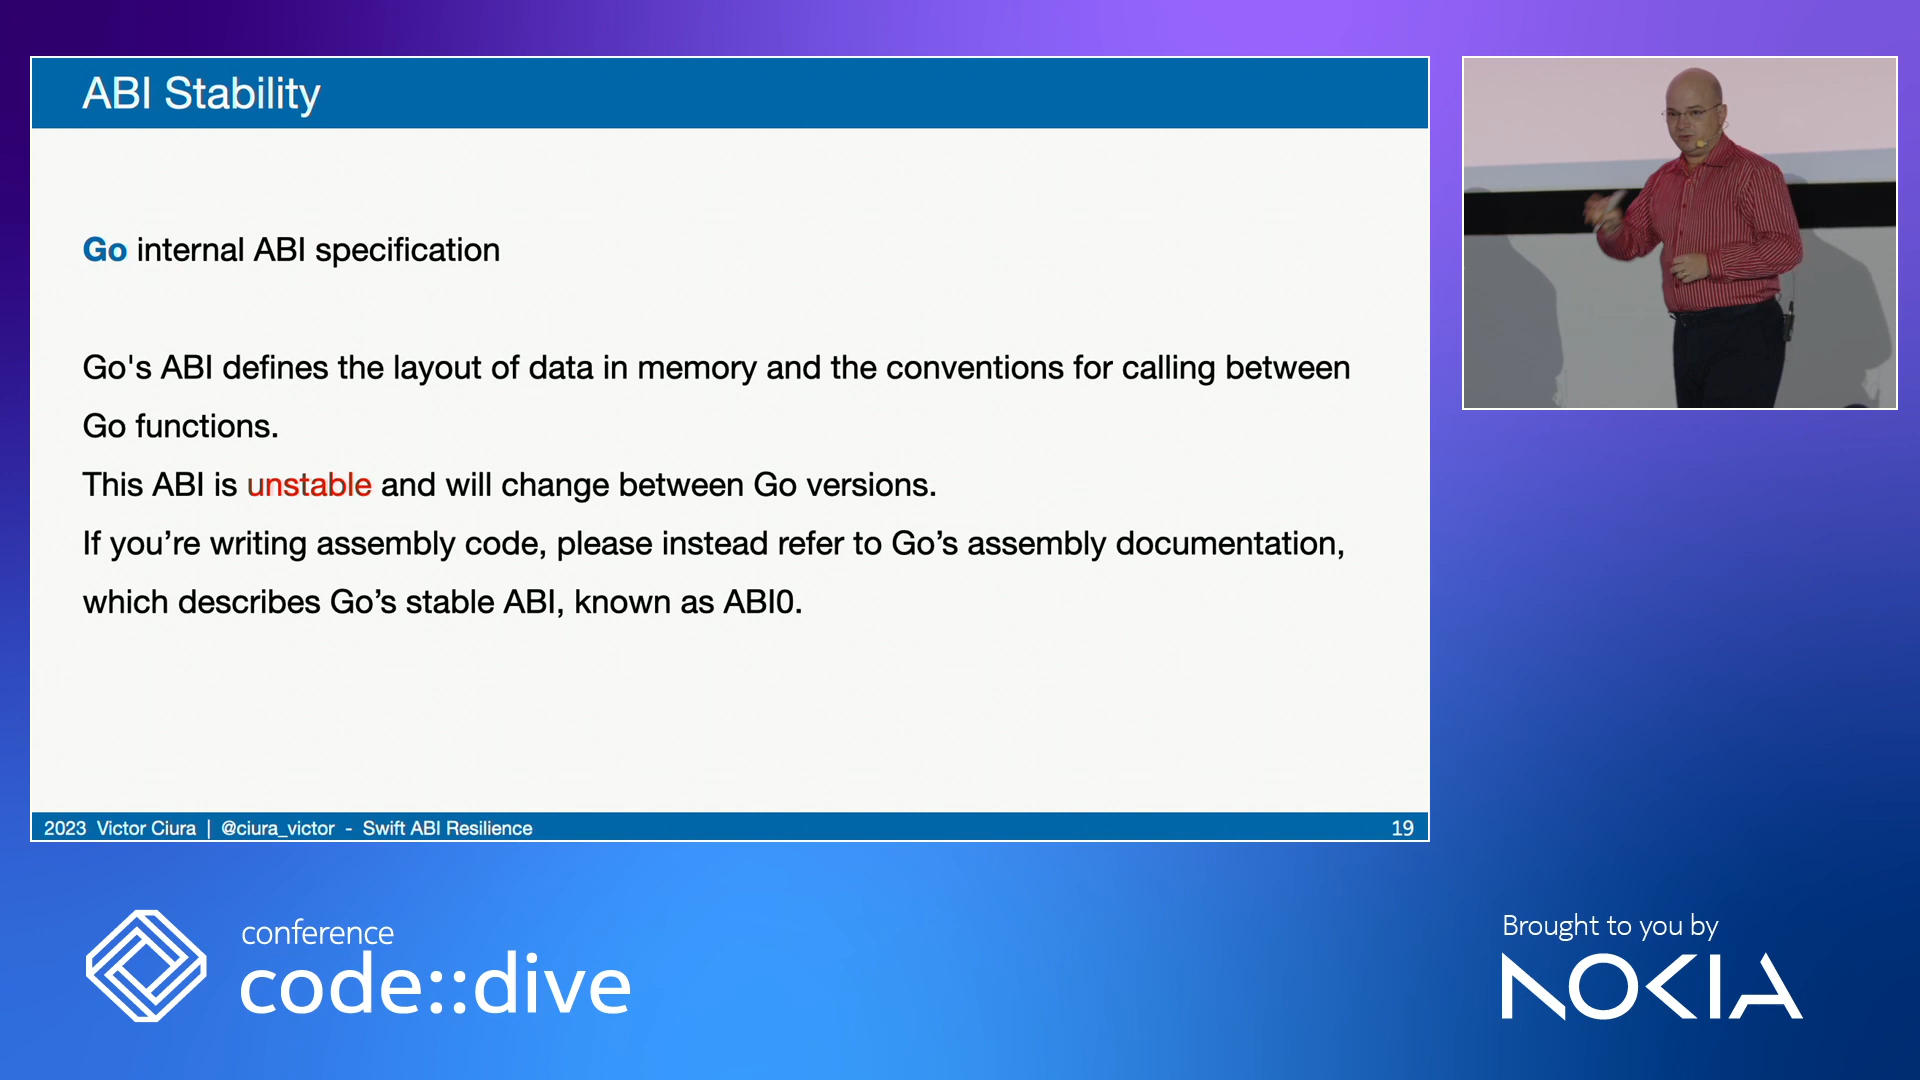 ABI Stability
Go internal ABI specification
Go's ABI defines the layout of data in memory and the conventions for calling between
Go functions.
This ABI is unstable and will change between Go versions.
If you’re writing assembly code, please instead refer to Go’s assembly documentation,
which describes Go’s stable ABI, known as ABI0.
2023 Victor Ciura | @ciura_victor - Swift ABI Resilience
19
conference
code::dive
Brought to you by
NOKIA